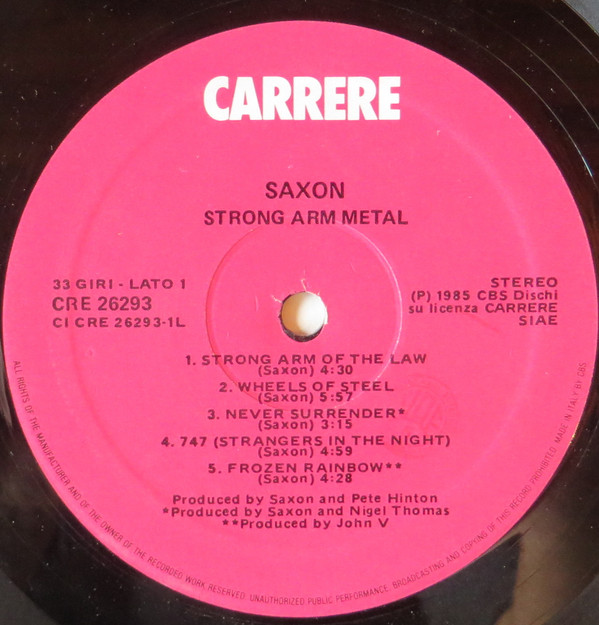 CARRERE
SAXON
STRONG ARM METAL
33 GIRI - LATO 1
CRE 26293
CI CRE 26293-1L
STEREO
(P) 1985 CBS Dischi
su licenza CARRERE
SIAE
1. STRONG ARM OF THE LAW
(Saxon) 4:30
2. WHEELS OF STEEL
(Saxon) 5:57
3. NEVER SURRENDER*
(Saxon) 3:15
4. 747 (STRANGERS IN THE NIGHT)
(Saxon) 4:59
5. FROZEN RAINBOW**
(Saxon) 4:28
Produced by Saxon and Pete Hinton
*Produced by Saxon and Nigel Thomas
**Produced by John V
ALL RIGHTS OF THE MANUFACTURER AND OF THE OWNER OF THE RECORDED WORK RESERVED. UNAUTHORIZED PUBLIC PERFORMANCE, BROADCASTING AND COPYING OF THIS RECORD PROHIBITED. MADE IN ITALY BY CBS